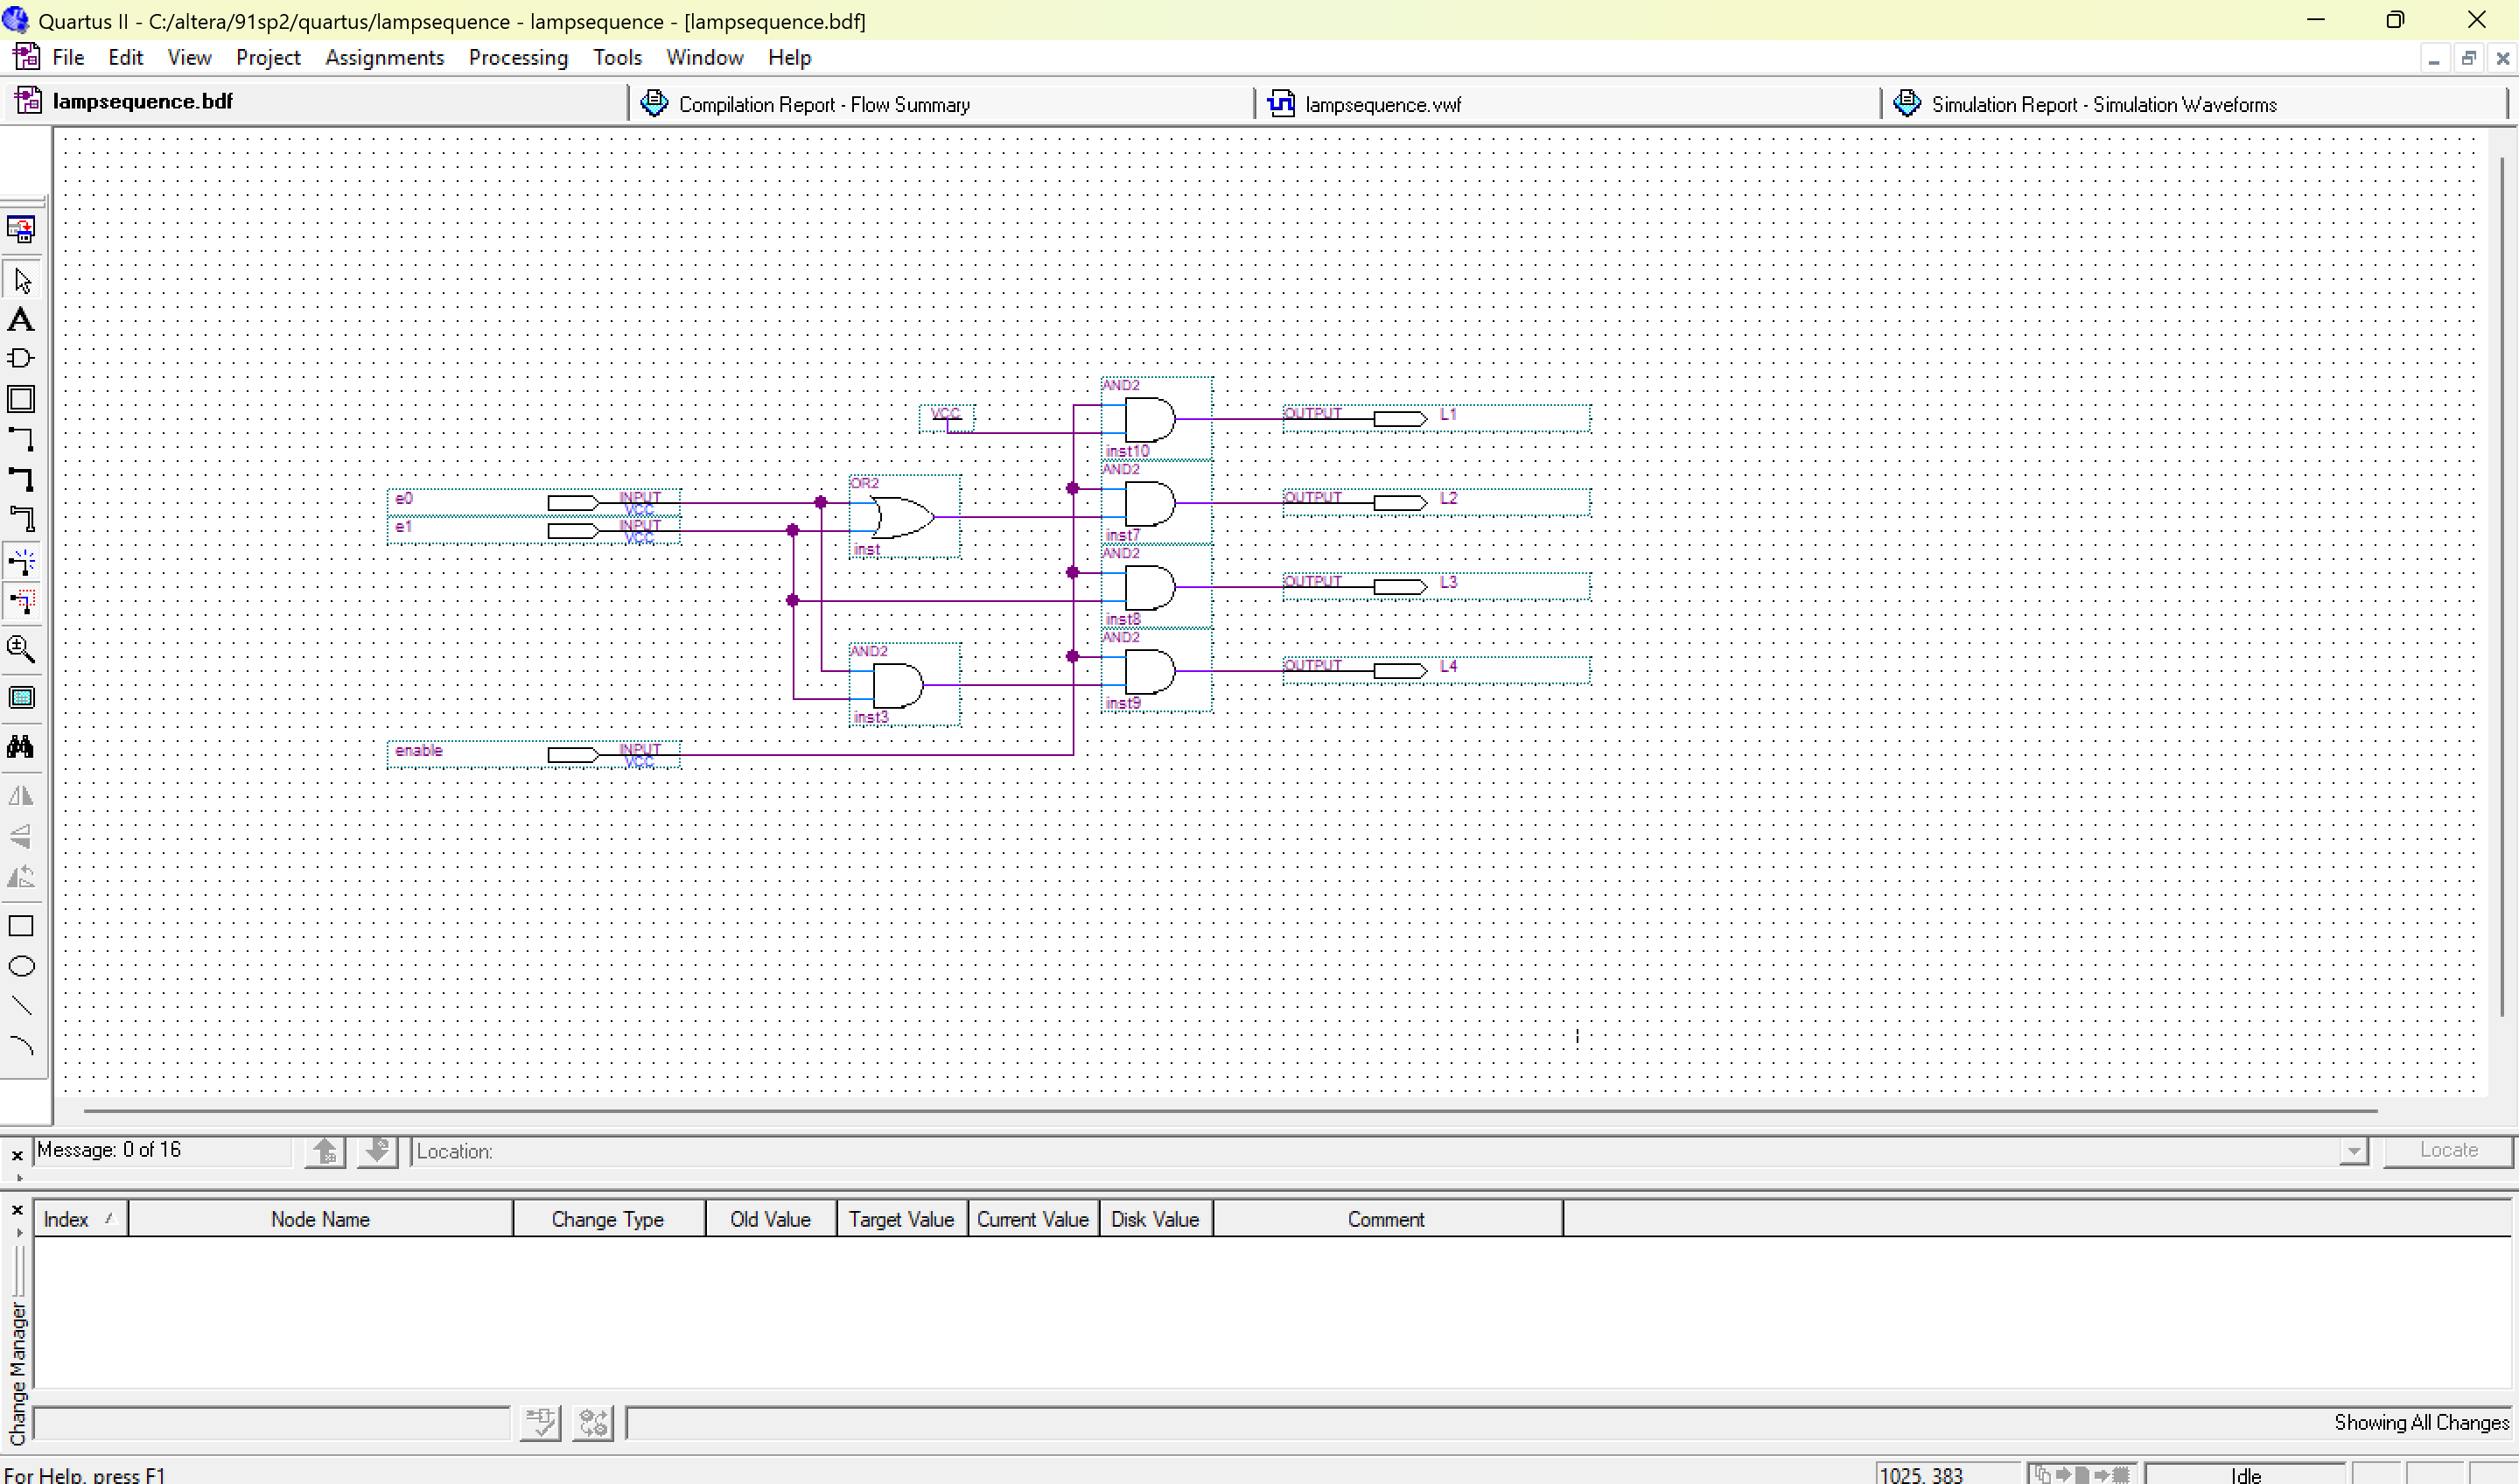 Quartus II - C:/altera/91sp2/quartus/lampsequence - lampsequence - [lampsequence.bdf]
File Edit View Project Assignments Processing Tools Window Help
lampsequence.bdf
Compilation Report - Flow Summary
lampsequence.vwf
Simulation Report - Simulation Waveforms
AND2
VCC
OUTPUT L1
inst10
AND2
OR2
e0 INPUT
VCC
OUTPUT L2
e1 INPUT
VCC
inst7
inst
AND2
OUTPUT L3
inst8
AND2
AND2
OUTPUT L4
inst9
inst3
enable INPUT
VCC
Message: 0 of 16
Location:
Locate
Index Node Name Change Type Old Value Target Value Current Value Disk Value Comment
Change Manager
Showing All Changes
For Help, press F1
1025, 383
Idle